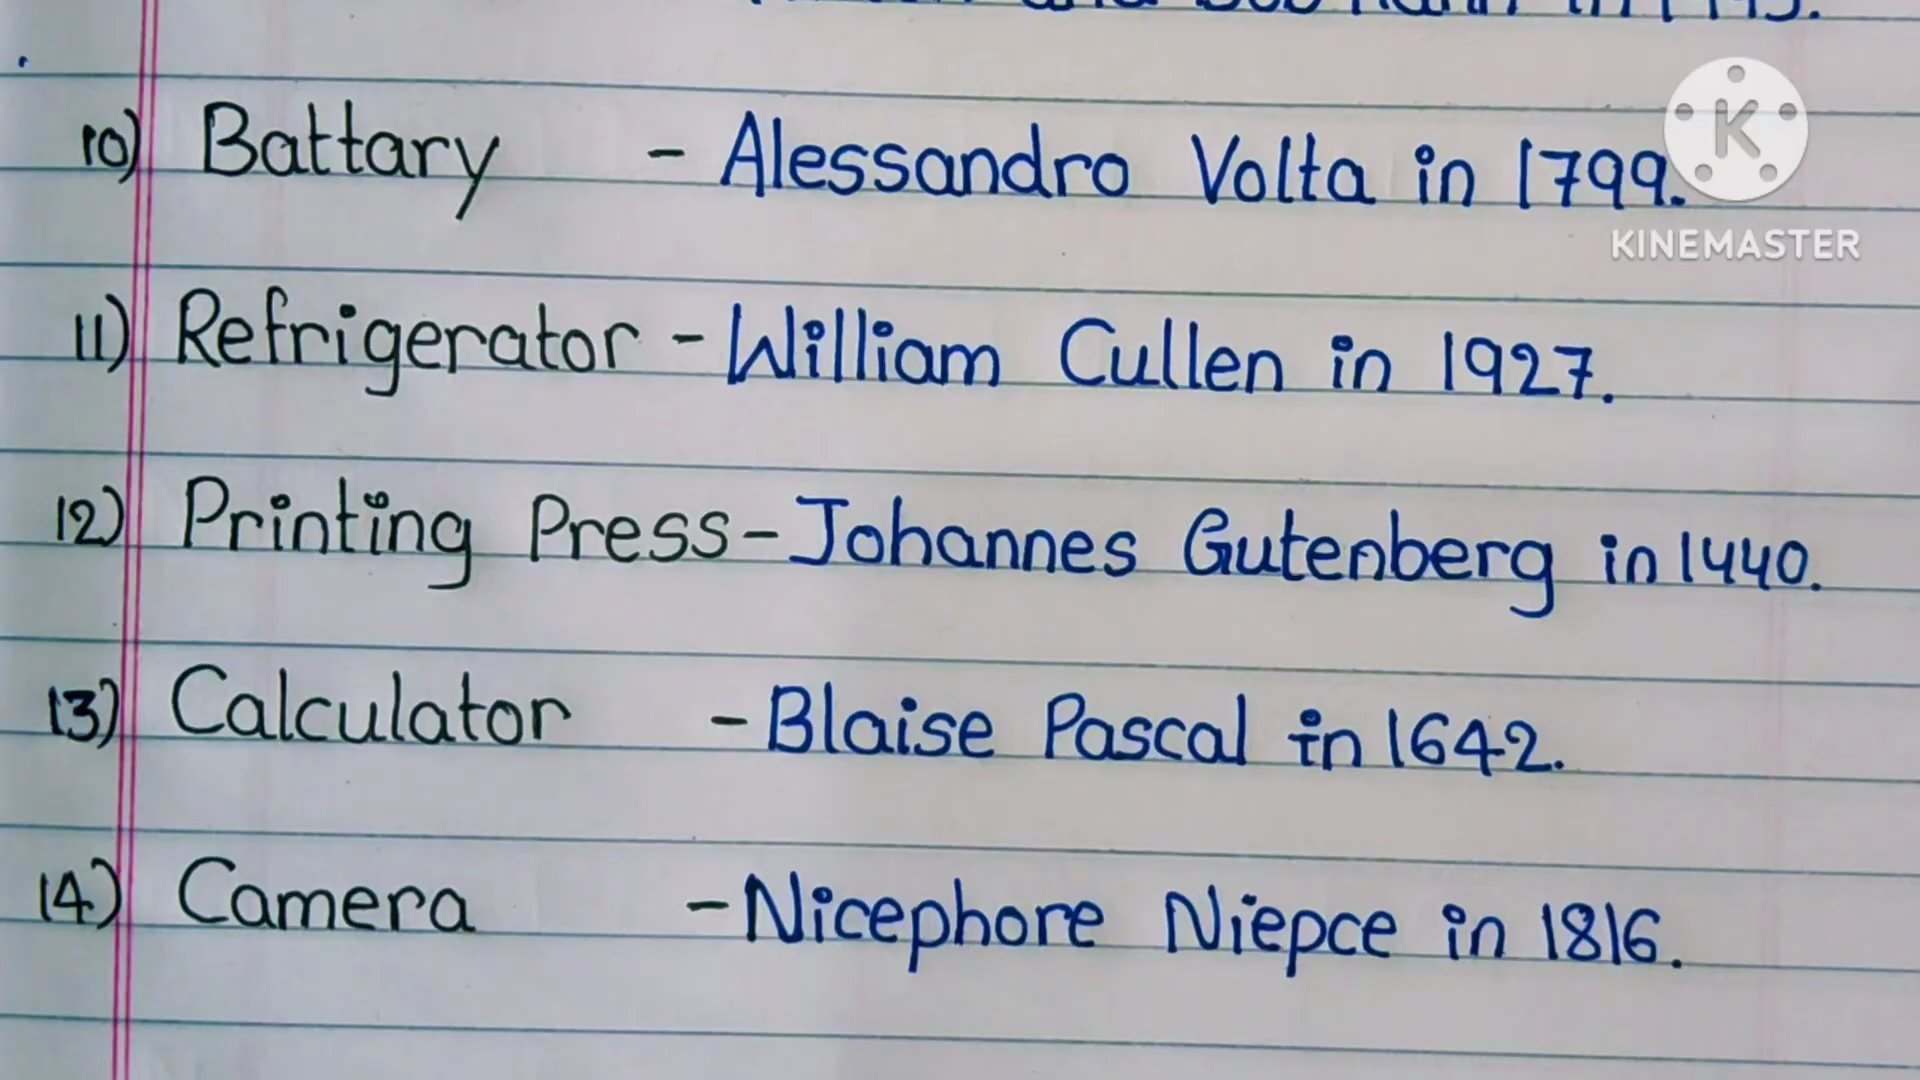 10) Battary - Alessandro Volta in 1799.
KINEMASTER
11) Refrigerator - William Cullen in 1927.
12) Printing Press - Johannes Gutenberg in 1440.
13) Calculator - Blaise Pascal in 1642.
14) Camera - Nicephore Niepce in 1816.